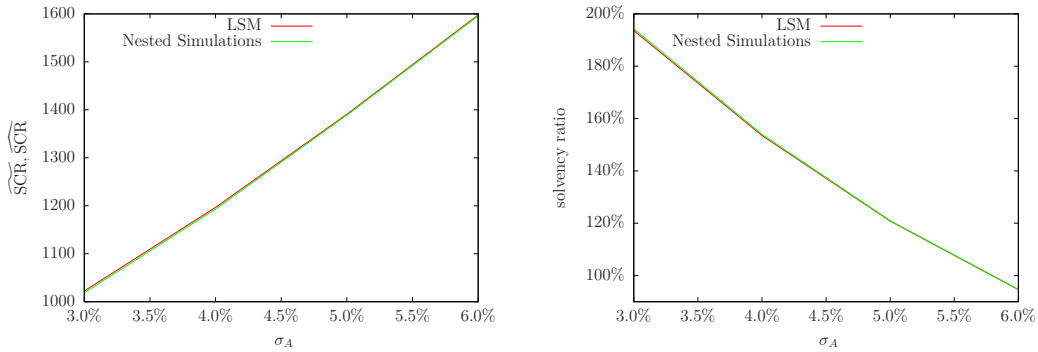 LSM
Nested Simulations
1600
1500
1400
1300
1200
1100
1000
S̃CR, ŜCR
3.0% 3.5% 4.0% 4.5% 5.0% 5.5% 6.0%
σ_A
LSM
Nested Simulations
200%
180%
160%
140%
120%
100%
solvency ratio
3.0% 3.5% 4.0% 4.5% 5.0% 5.5% 6.0%
σ_A